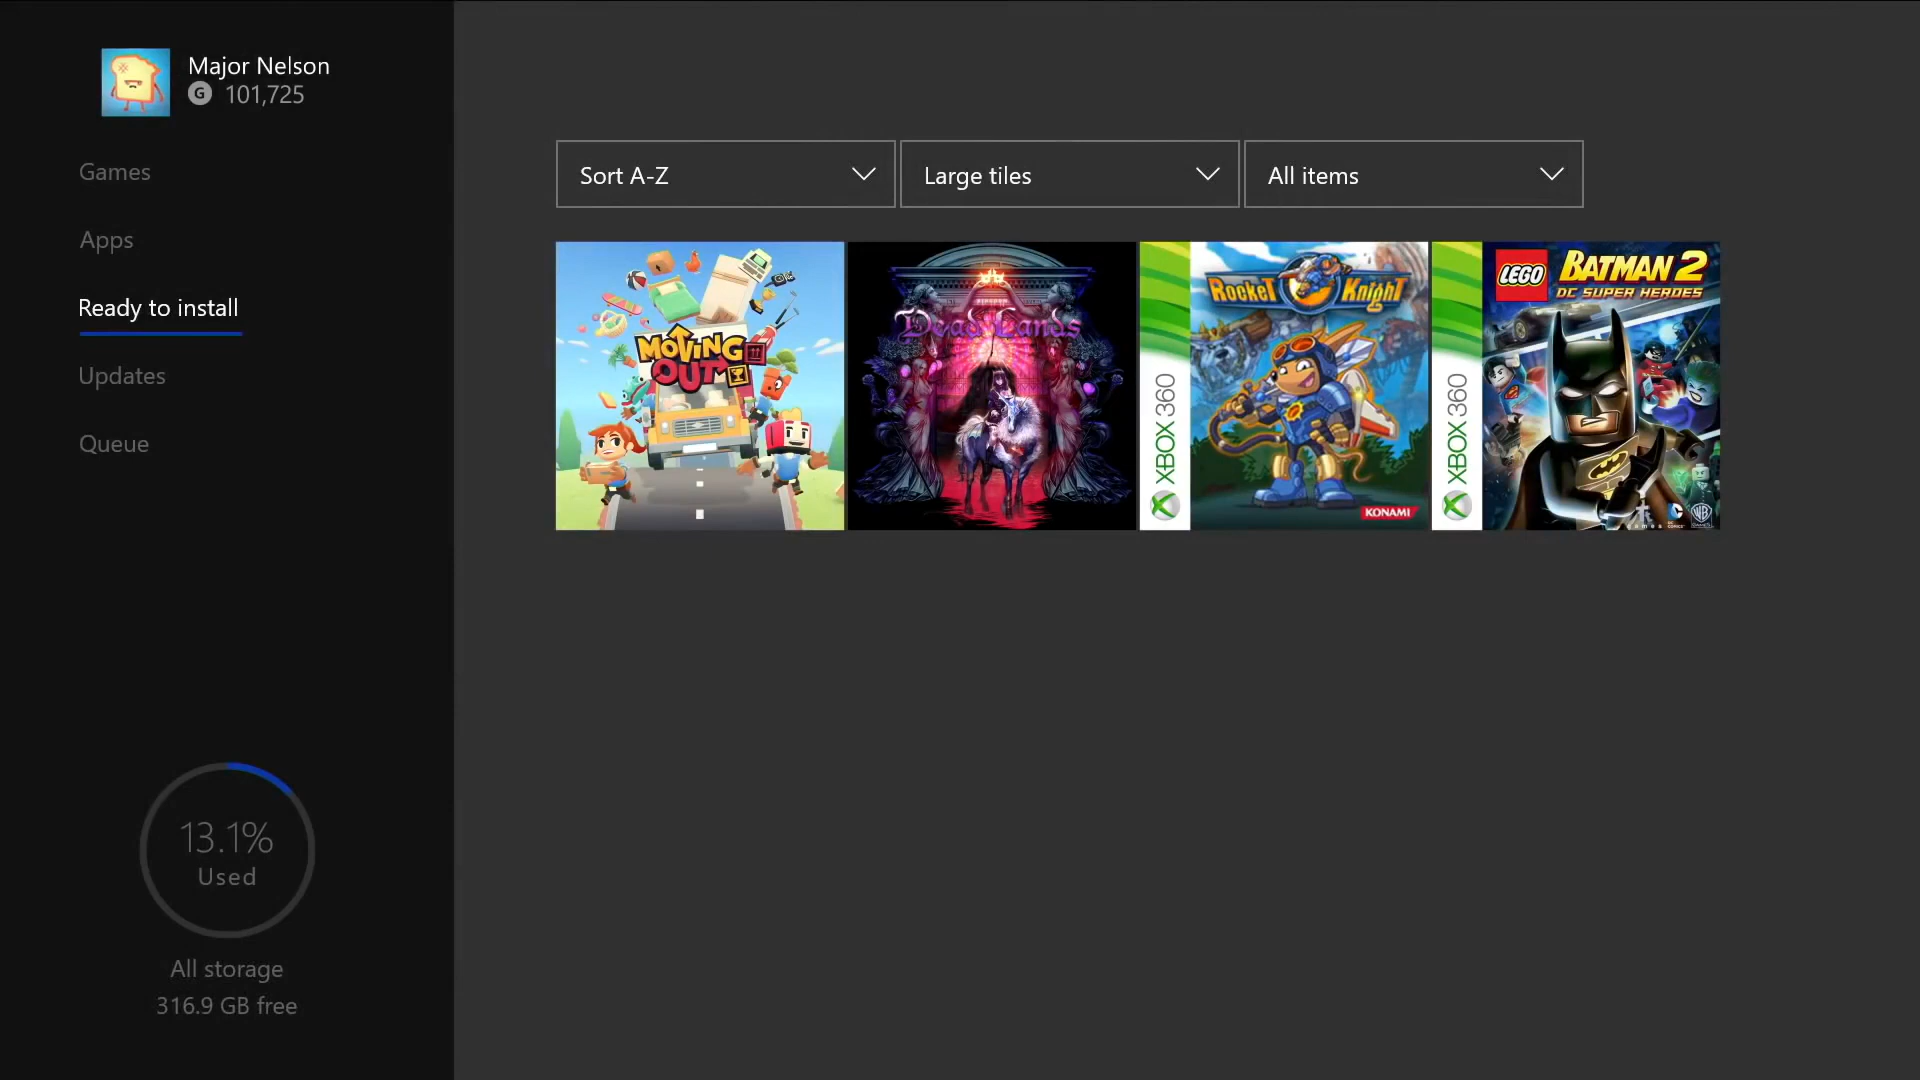 Major Nelson
G 101,725
Games
Apps
Ready to install
Updates
Queue
13.1%
Used
All storage
316.9 GB free
Sort A-Z
Large tiles
All items
MOVING
OUT
Dead Lands
XBOX 360
ROCKET KNIGHT
KONAMI
XBOX 360
LEGO BATMAN 2
DC SUPER HEROES
games
WB